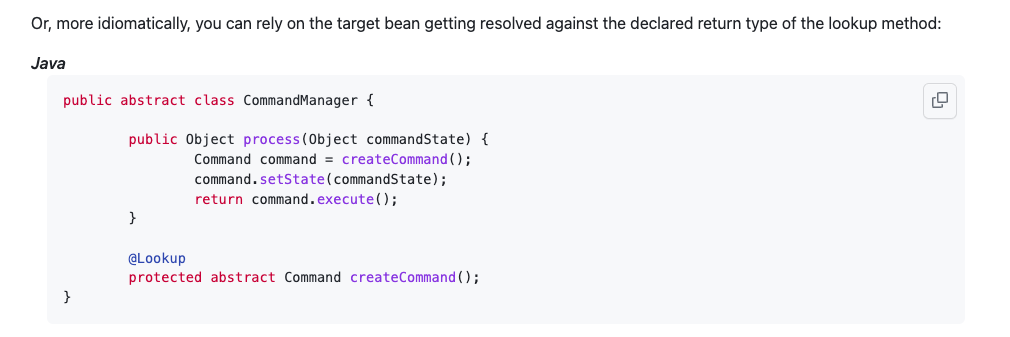 Or, more idiomatically, you can rely on the target bean getting resolved against the declared return type of the lookup method:
Java
public abstract class CommandManager {
public Object process(Object commandState) {
Command command = createCommand();
command.setState(commandState);
return command.execute();
}
@Lookup
protected abstract Command createCommand();
}